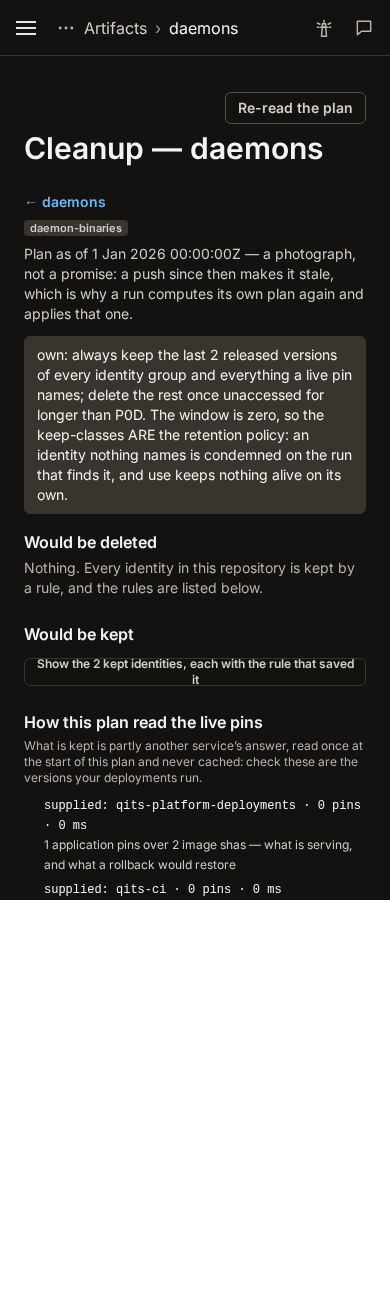 ··· Artifacts › daemons
Re-read the plan
Cleanup — daemons
← daemons
daemon-binaries
Plan as of 1 Jan 2026 00:00:00Z — a photograph,
not a promise: a push since then makes it stale,
which is why a run computes its own plan again and
applies that one.
own: always keep the last 2 released versions
of every identity group and everything a live pin
names; delete the rest once unaccessed for
longer than P0D. The window is zero, so the
keep-classes ARE the retention policy: an
identity nothing names is condemned on the run
that finds it, and use keeps nothing alive on its
own.
Would be deleted
Nothing. Every identity in this repository is kept by
a rule, and the rules are listed below.
Would be kept
Show the 2 kept identities, each with the rule that saved
it
How this plan read the live pins
What is kept is partly another service’s answer, read once at
the start of this plan and never cached: check these are the
versions your deployments run.
supplied: qits-platform-deployments · 0 pins
· 0 ms
1 application pins over 2 image shas — what is serving,
and what a rollback would restore
supplied: qits-ci · 0 pins · 0 ms